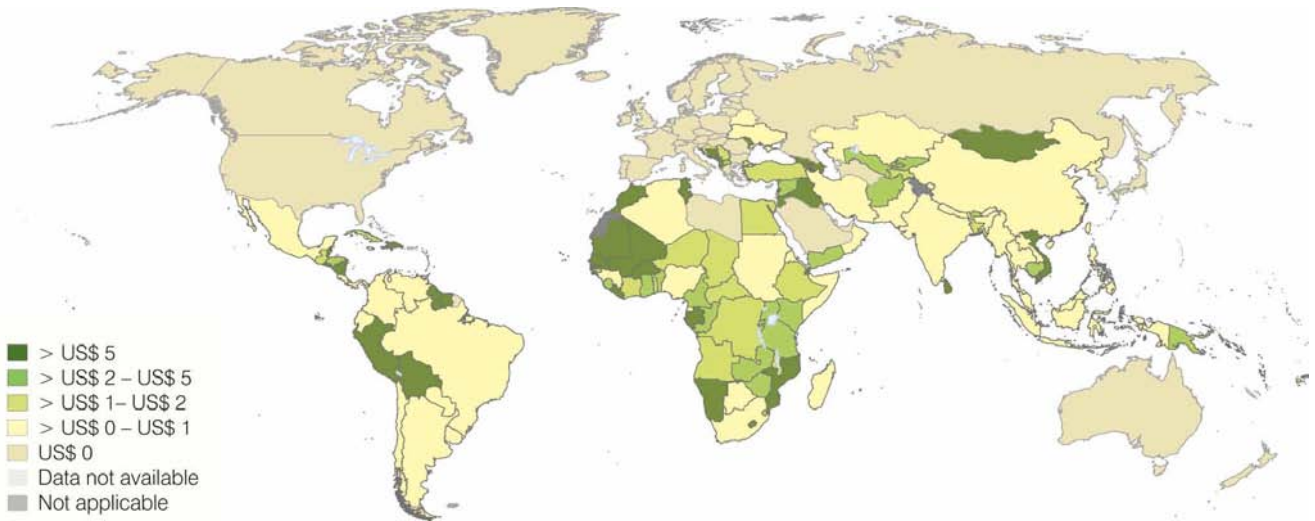 > US$ 5
> US$ 2 – US$ 5
> US$ 1– US$ 2
> US$ 0 – US$ 1
US$ 0
Data not available
Not applicable